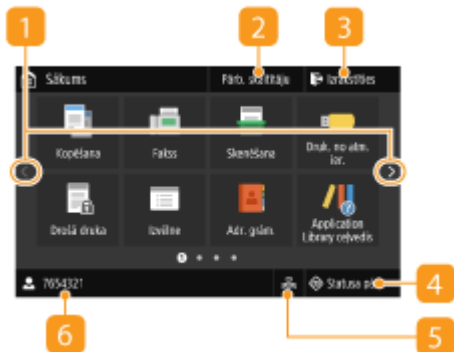 1
2
3
Sākums
Pārb. skaitītāju
Izrakstīties
Kopēšana
Fakss
Skenēšana
Druk. no atm.
ier.
Drošā druka
Izvēlne
Adr. grām.
Application
Library ceļvedis
7654321
Statusa
4
5
6